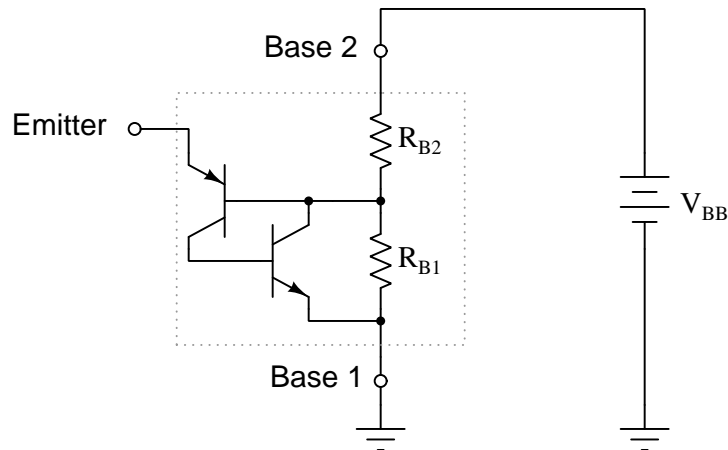 Base 2
Emitter
R_B2
V_BB
R_B1
Base 1